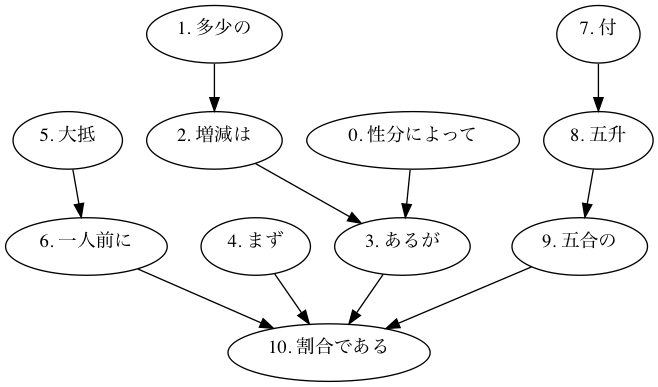 1. 多少の
7. 付
5. 大抵
2. 増減は
0. 性分によって
8. 五升
6. 一人前に
4. まず
3. あるが
9. 五合の
10. 割合である